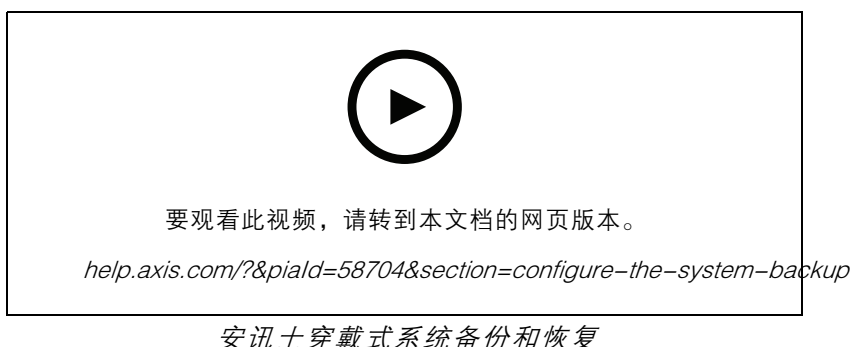 要观看此视频，请转到本文档的网页版本。
help.axis.com/?&piaId=58704&section=configure-the-system-backup
安讯士穿戴式系统备份和恢复